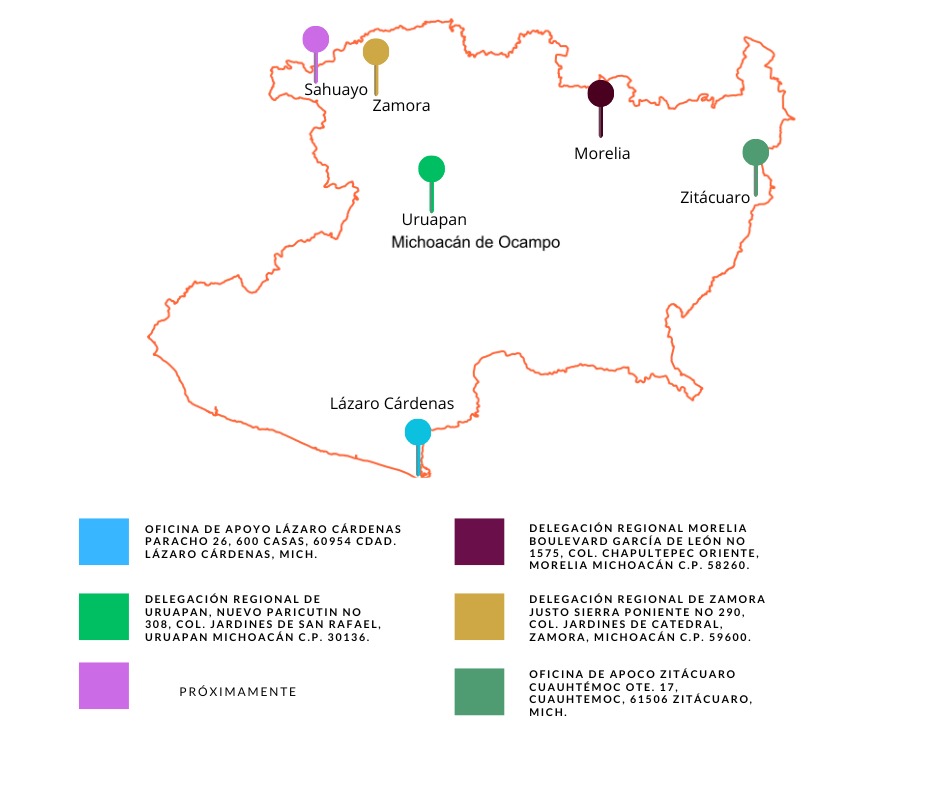 Sahuayo
Zamora
Morelia
Zitácuaro
Uruapan
Michoacán de Ocampo
Lázaro Cárdenas
OFICINA DE APOYO LÁZARO CÁRDENAS
PARACHO 26, 600 CASAS, 60954 CDAD.
LÁZARO CÁRDENAS, MICH.
DELEGACIÓN REGIONAL DE
URUAPAN, NUEVO PARICUTIN NO
308, COL. JARDINES DE SAN RAFAEL,
URUAPAN MICHOACÁN C.P. 30136.
PRÓXIMAMENTE
DELEGACIÓN REGIONAL MORELIA
BOULEVARD GARCÍA DE LEÓN NO
1575, COL. CHAPULTEPEC ORIENTE,
MORELIA MICHOACÁN C.P. 58260.
DELEGACIÓN REGIONAL DE ZAMORA
JUSTO SIERRA PONIENTE NO 290,
COL. JARDINES DE CATEDRAL,
ZAMORA, MICHOACÁN C.P. 59600.
OFICINA DE APOCO ZITÁCUARO
CUAUHTÉMOC OTE. 17,
CUAUHTEMOC, 61506 ZITÁCUARO,
MICH.